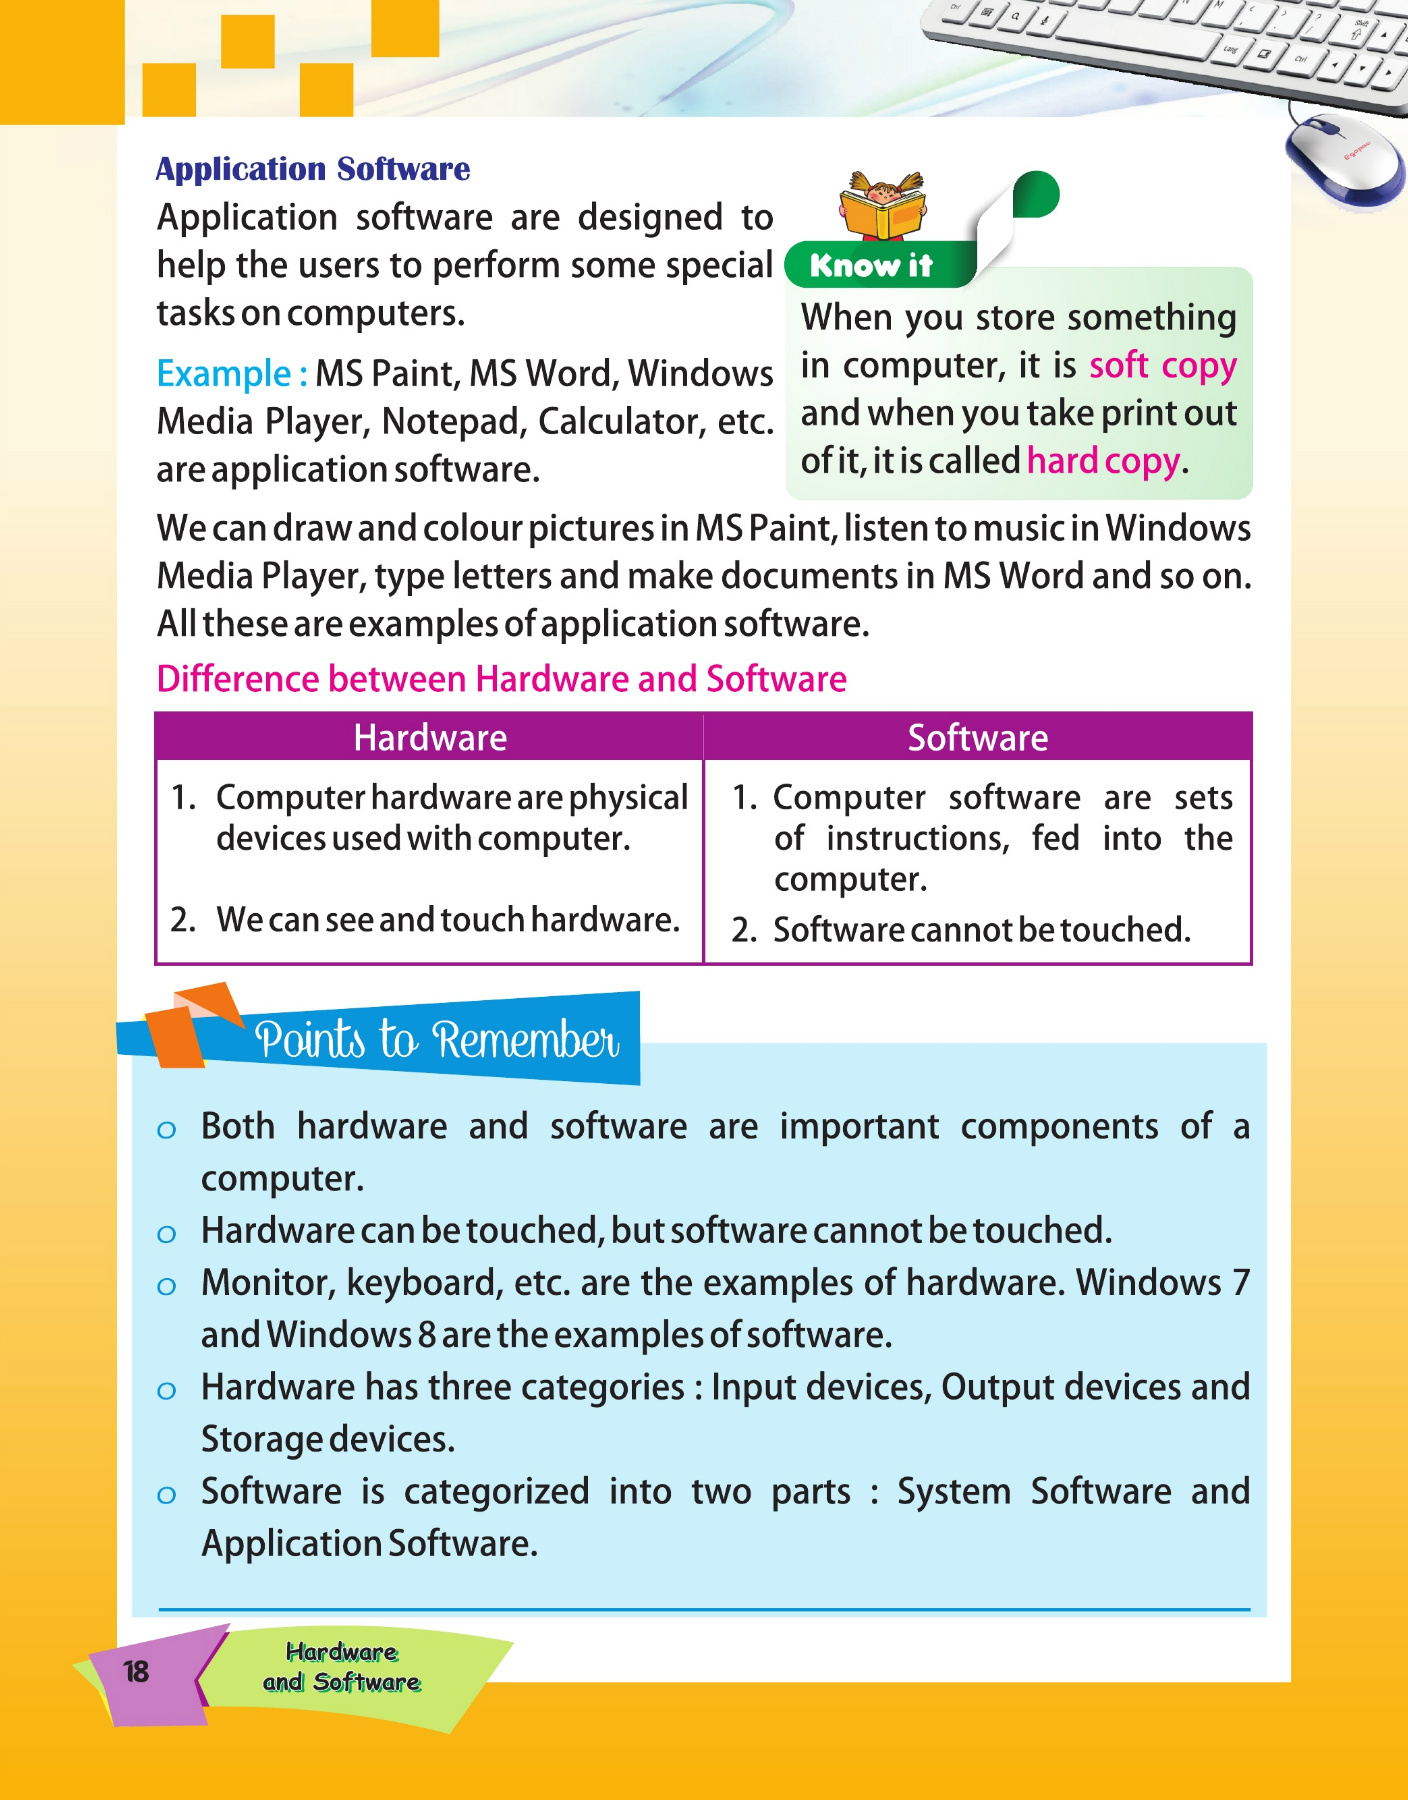 Application Software
Application software are designed to
help the users to perform some special
tasks on computers.
Example : MS Paint, MS Word, Windows
Media Player, Notepad, Calculator, etc.
are application software.
Know it
When you store something
in computer, it is soft copy
and when you take print out
of it, it is called hard copy.
We can draw and colour pictures in MS Paint, listen to music in Windows
Media Player, type letters and make documents in MS Word and so on.
All these are examples of application software.
Difference between Hardware and Software
Hardware
1. Computer hardware are physical
devices used with computer.
2. We can see and touch hardware.
Software
1. Computer software are sets
of instructions, fed into the
computer.
2. Software cannot be touched.
Points to Remember
o Both hardware and software are important components of a
computer.
o Hardware can be touched, but software cannot be touched.
o Monitor, keyboard, etc. are the examples of hardware. Windows 7
and Windows 8 are the examples of software.
o Hardware has three categories : Input devices, Output devices and
Storage devices.
o Software is categorized into two parts : System Software and
Application Software.
18
Hardware
and Software